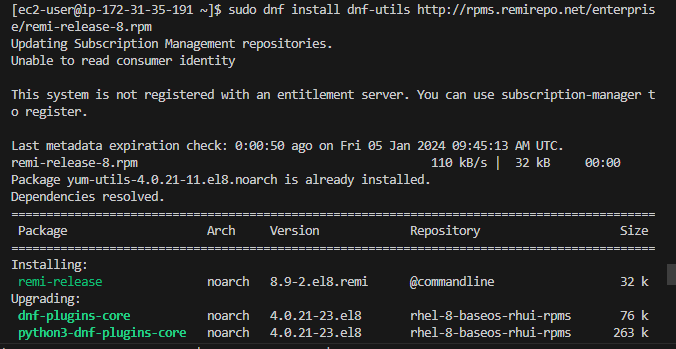 [ec2-user@ip-172-31-35-191 ~]$ sudo dnf install dnf-utils http://rpms.remirepo.net/enterpris
e/remi-release-8.rpm
Updating Subscription Management repositories.
Unable to read consumer identity
This system is not registered with an entitlement server. You can use subscription-manager t
o register.
Last metadata expiration check: 0:00:50 ago on Fri 05 Jan 2024 09:45:13 AM UTC.
remi-release-8.rpm 110 kB/s | 32 kB 00:00
Package yum-utils-4.0.21-11.el8.noarch is already installed.
Dependencies resolved.
============================================================================================
Package Arch Version Repository Size
============================================================================================
Installing:
remi-release noarch 8.9-2.el8.remi @commandline 32 k
Upgrading:
dnf-plugins-core noarch 4.0.21-23.el8 rhel-8-baseos-rhui-rpms 76 k
python3-dnf-plugins-core noarch 4.0.21-23.el8 rhel-8-baseos-rhui-rpms 263 k